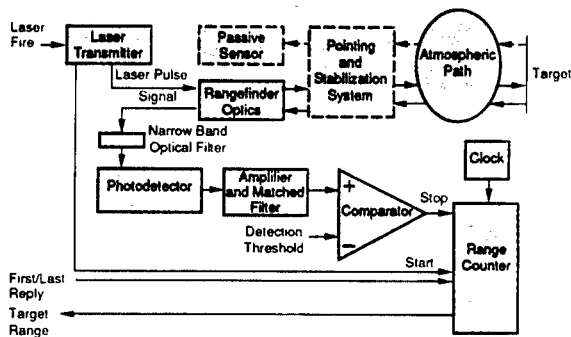 Laser
Fire
Laser
Transmitter
Passive
Sensor
Pointing
and
Stabilization
System
Atmospheric
Path
Target
Laser Pulse
Signal
Rangefinder
Optics
Narrow Band
Optical Filter
Photodetector
Amplifier
and Matched
Filter
+
Comparator
−
Detection
Threshold
Stop
Clock
Range
Counter
Start
First/Last
Reply
Target
Range